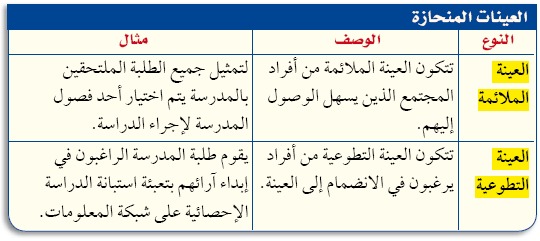 العينات المنحازة
النوع الوصف مثال
العينة الملائمة
تتكون العينة الملائمة من أفراد
المجتمع الذين يسهل الوصول
إليهم.
لتمثيل جميع الطلبة الملتحقين
بالمدرسة يتم اختيار أحد فصول
المدرسة لإجراء الدراسة.
العينة
التطوعية
تتكون العينة التطوعية من أفراد
يرغبون في الانضمام إلى العينة.
يقوم طلبة المدرسة الراغبون في
إبداء آرائهم بتعبئة استبانة الدراسة
الإحصائية على شبكة المعلومات.